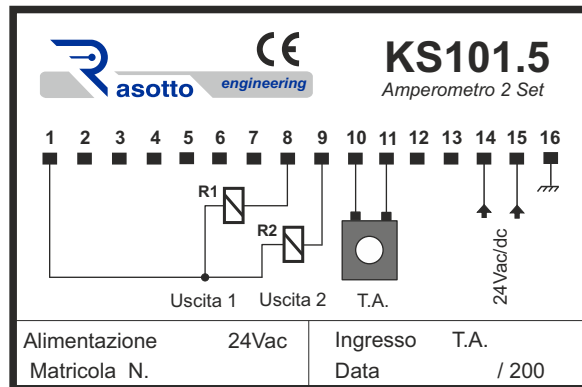 Rasotto
engineering
CE
KS101.5
Amperometro 2 Set
1 2 3 4 5 6 7 8 9 10 11 12 13 14 15 16
R1
R2
24Vac/dc
Uscita 1 Uscita 2 T.A.
Alimentazione 24Vac
Ingresso T.A.
Matricola N.
Data / 200